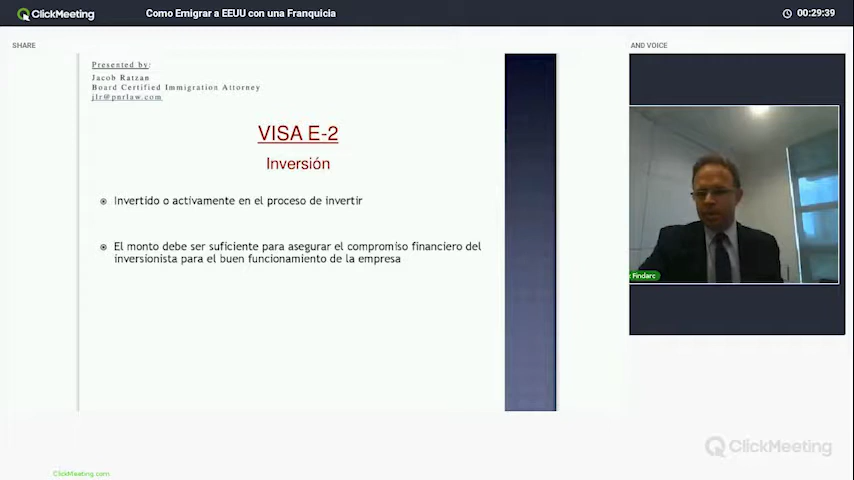 ClickMeeting
Como Emigrar a EEUU con una Franquicia
00:29:39
SHARE
AND VOICE
Presented by:
Jacob Ratzan
Board Certified Immigration Attorney
jlr@pnrlaw.com
VISA E-2
Inversión
Invertido o activamente en el proceso de invertir
El monto debe ser suficiente para asegurar el compromiso financiero del
inversionista para el buen funcionamiento de la empresa
Findarc
ClickMeeting
ClickMeeting.com